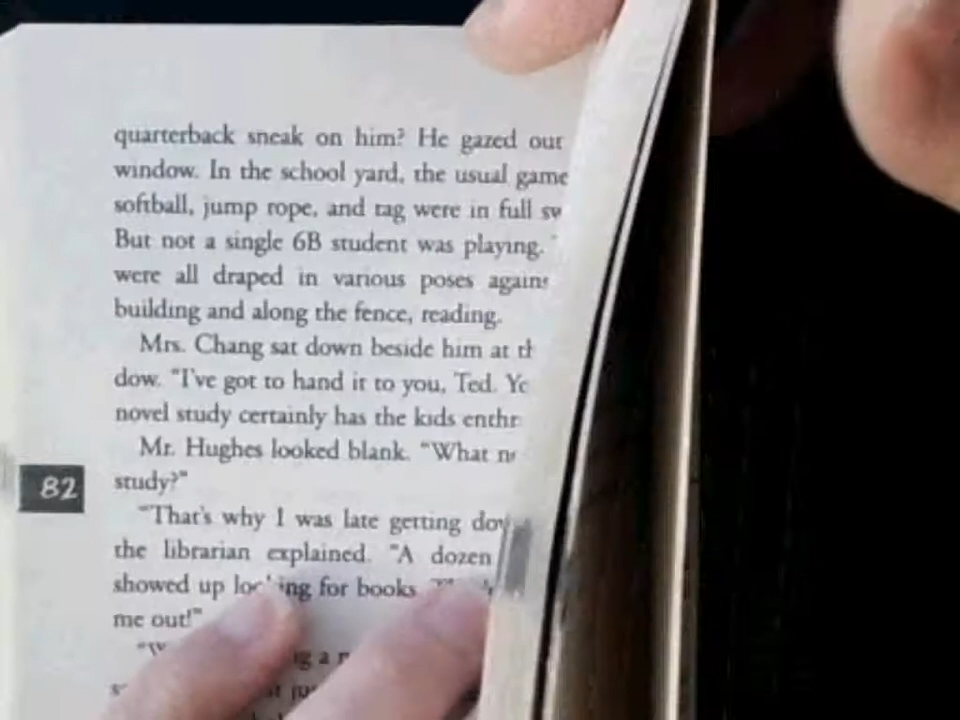 quarterback sneak on him? He gazed out
window. In the school yard, the usual game
softball, jump rope, and tag were in full sw
But not a single 6B student was playing.
were all draped in various poses agains
building and along the fence, reading.
Mrs. Chang sat down beside him at th
dow. "I've got to hand it to you, Ted. Yo
novel study certainly has the kids enthr
Mr. Hughes looked blank. "What n
study?"
82
"That's why I was late getting dow
the librarian explained. "A dozen
showed up for books.
me out!"